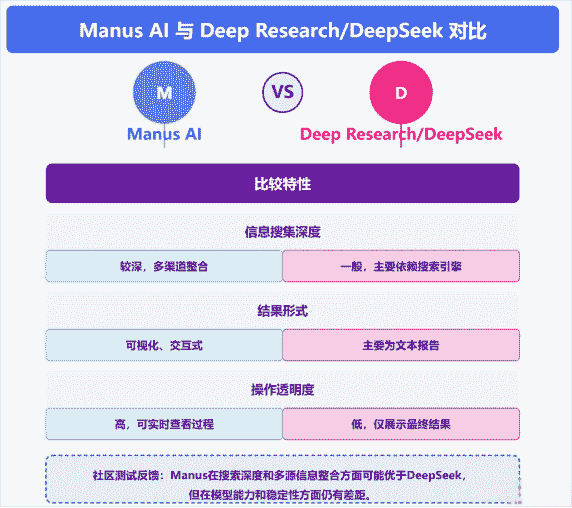 Manus AI 与 Deep Research/DeepSeek 对比
M
VS
D
Manus AI
Deep Research/DeepSeek
比较特性
信息搜集深度
较深，多渠道整合
一般，主要依赖搜索引擎
结果形式
可视化、交互式
主要为文本报告
操作透明度
高，可实时查看过程
低，仅展示最终结果
社区测试反馈：Manus在搜索深度和多源信息整合方面可能优于DeepSeek，
但在模型能力和稳定性方面仍有差距。